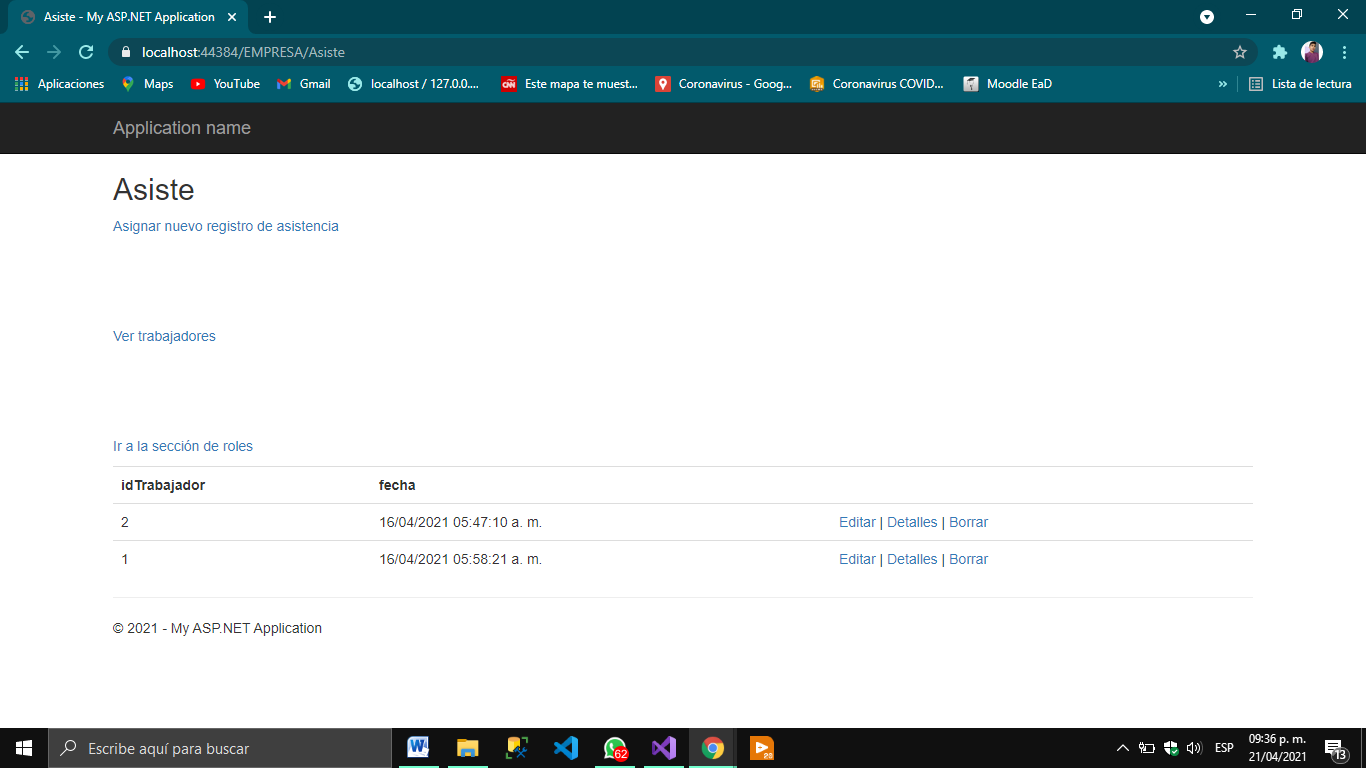 Asiste - My ASP.NET Application
localhost:44384/EMPRESA/Asiste
Aplicaciones Maps YouTube Gmail localhost / 127.0.0.... CNN Este mapa te muest... Coronavirus - Goog... Coronavirus COVID... Moodle EaD » Lista de lectura
Application name
Asiste
Asignar nuevo registro de asistencia
Ver trabajadores
Ir a la sección de roles
idTrabajador fecha
2 16/04/2021 05:47:10 a. m. Editar | Detalles | Borrar
1 16/04/2021 05:58:21 a. m. Editar | Detalles | Borrar
© 2021 - My ASP.NET Application
Escribe aquí para buscar
62
ESP
09:36 p. m.
21/04/2021
13